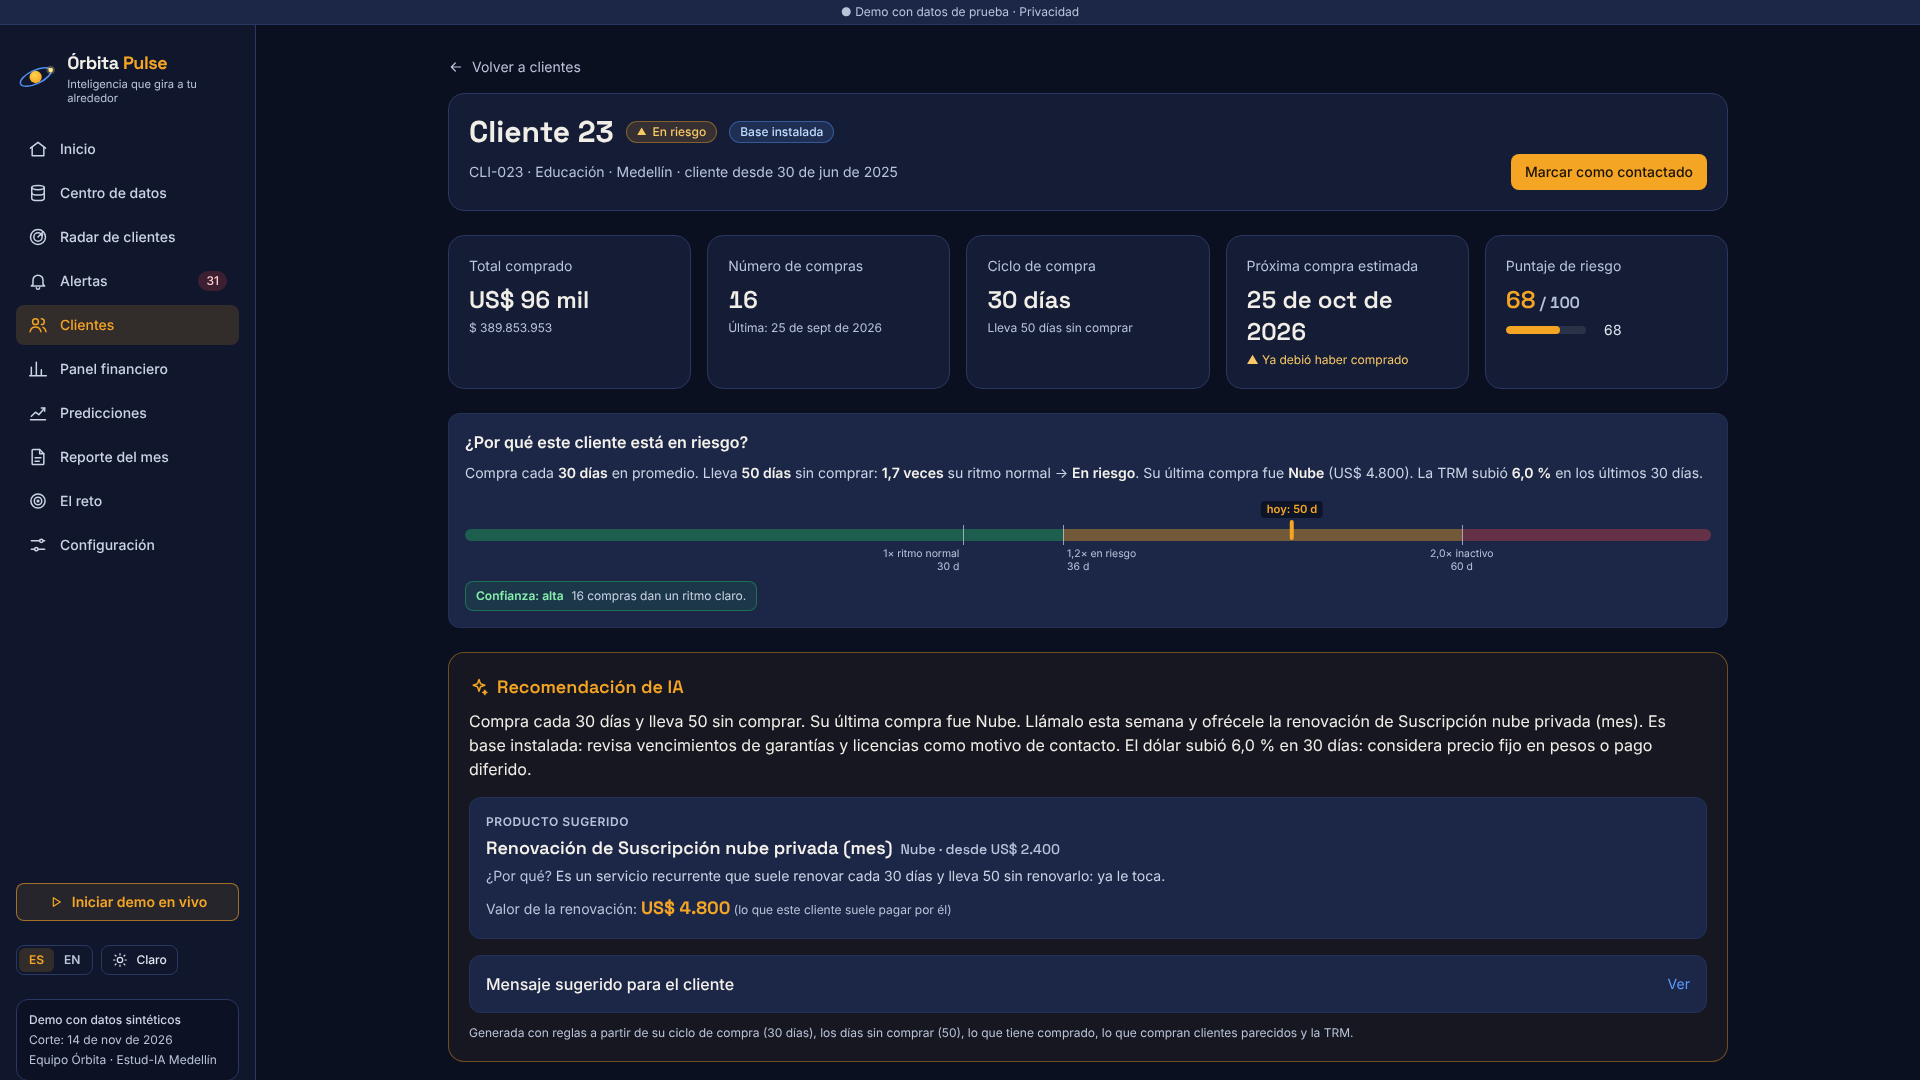 Demo con datos de prueba · Privacidad
Órbita Pulse
Inteligencia que gira a tu
alrededor
Inicio
Centro de datos
Radar de clientes
Alertas 31
Clientes
Panel financiero
Predicciones
Reporte del mes
El reto
Configuración
Iniciar demo en vivo
ES EN Claro
Demo con datos sintéticos
Corte: 14 de nov de 2026
Equipo Órbita · Estud-IA Medellín
← Volver a clientes
Cliente 23 ▲ En riesgo Base instalada
CLI-023 · Educación · Medellín · cliente desde 30 de jun de 2025
Marcar como contactado
Total comprado
US$ 96 mil
$ 389.853.953
Número de compras
16
Última: 25 de sept de 2026
Ciclo de compra
30 días
Lleva 50 días sin comprar
Próxima compra estimada
25 de oct de
2026
▲ Ya debió haber comprado
Puntaje de riesgo
68 / 100
68
¿Por qué este cliente está en riesgo?
Compra cada 30 días en promedio. Lleva 50 días sin comprar: 1,7 veces su ritmo normal → En riesgo. Su última compra fue Nube (US$ 4.800). La TRM subió 6,0 % en los últimos 30 días.
hoy: 50 d
1× ritmo normal
30 d
1,2× en riesgo
36 d
2,0× inactivo
60 d
Confianza: alta 16 compras dan un ritmo claro.
Recomendación de IA
Compra cada 30 días y lleva 50 sin comprar. Su última compra fue Nube. Llámalo esta semana y ofrécele la renovación de Suscripción nube privada (mes). Es
base instalada: revisa vencimientos de garantías y licencias como motivo de contacto. El dólar subió 6,0 % en 30 días: considera precio fijo en pesos o pago
diferido.
PRODUCTO SUGERIDO
Renovación de Suscripción nube privada (mes) Nube · desde US$ 2.400
¿Por qué? Es un servicio recurrente que suele renovar cada 30 días y lleva 50 sin renovarlo: ya le toca.
Valor de la renovación: US$ 4.800 (lo que este cliente suele pagar por él)
Mensaje sugerido para el cliente Ver
Generada con reglas a partir de su ciclo de compra (30 días), los días sin comprar (50), lo que tiene comprado, lo que compran clientes parecidos y la TRM.